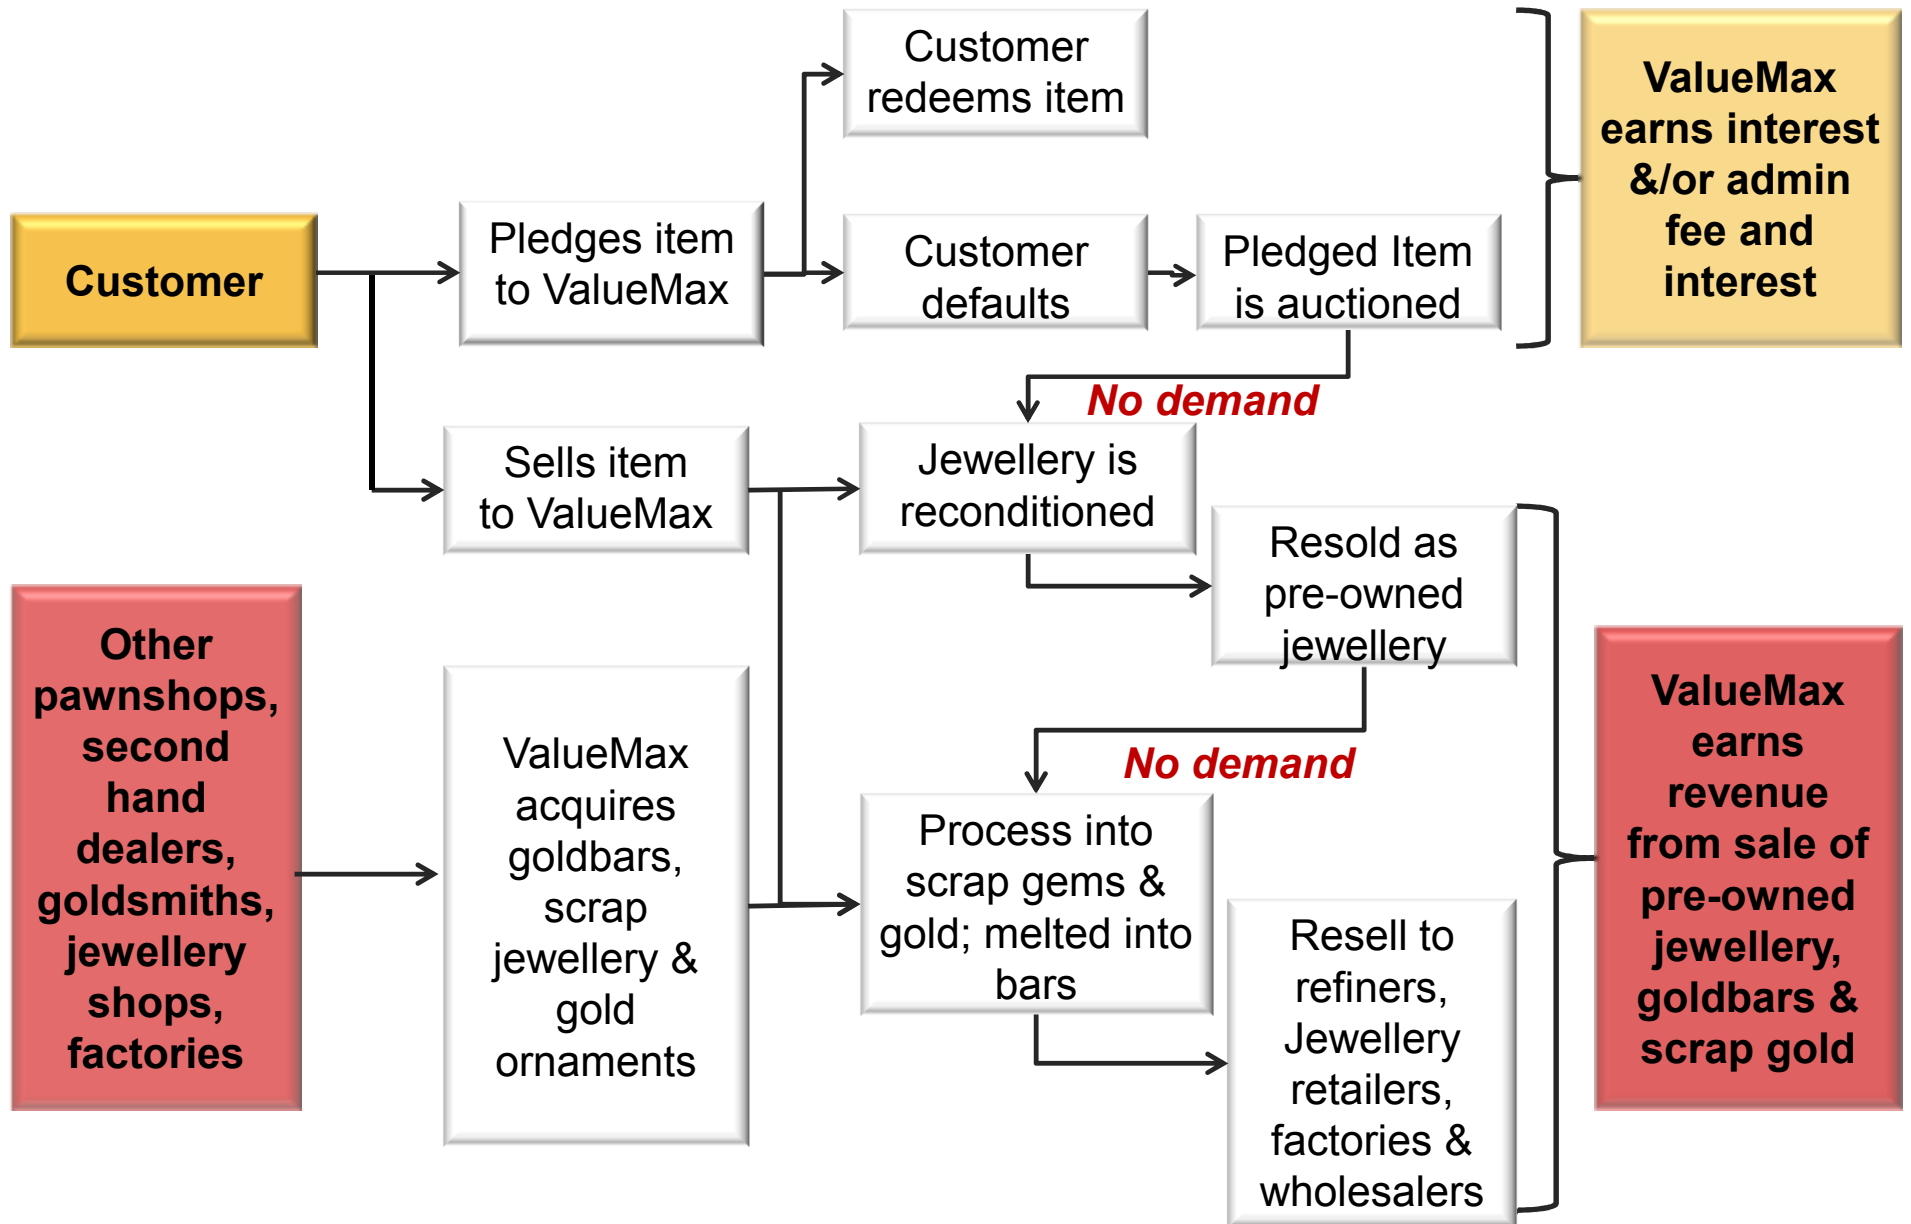 Customer
redeems item
ValueMax
earns interest
&/or admin
fee and
interest
Customer
Pledges item
to ValueMax
Customer
defaults
Pledged Item
is auctioned
No demand
Sells item
to ValueMax
Jewellery is
reconditioned
Resold as
pre-owned
jewellery
Other
pawnshops,
second
hand
dealers,
goldsmiths,
jewellery
shops,
factories
ValueMax
acquires
goldbars,
scrap
jewellery &
gold
ornaments
No demand
Process into
scrap gems &
gold; melted into
bars
Resell to
refiners,
Jewellery
retailers,
factories &
wholesalers
ValueMax
earns
revenue
from sale of
pre-owned
jewellery,
goldbars &
scrap gold